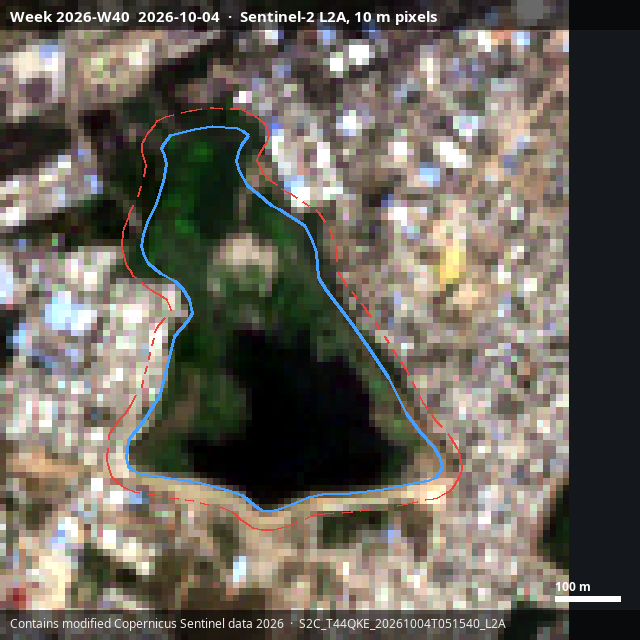 Week 2026-W40 2026-10-04 · Sentinel-2 L2A, 10 m pixels
100 m
Contains modified Copernicus Sentinel data 2026 · S2C_T44QKE_20261004T051540_L2A